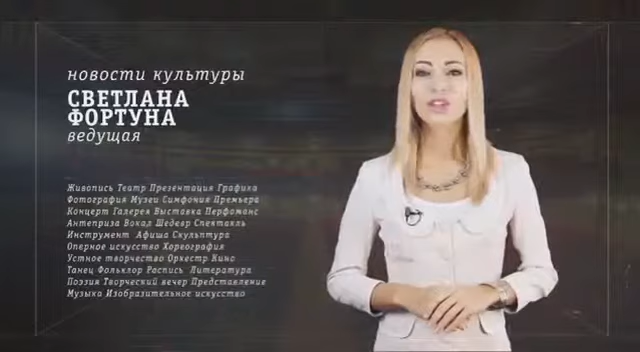 новости культуры
СВЕТЛАНА
ФОРТУНА
ведущая
Живопись Театр Презентация Графика
Фотография Музеи Симфония Премьера
Концерт Галерея Выставка Перфоманс
Антреприза Вокал Шедевр Спектакль
Инструмент Афиша Скульптура
Оперное искусство Хореография
Устное творчество Оркестр Кино
Танец Фольклор Распись Литература
Поэзия Творческий вечер Представление
Музыка Изобразительное искусство